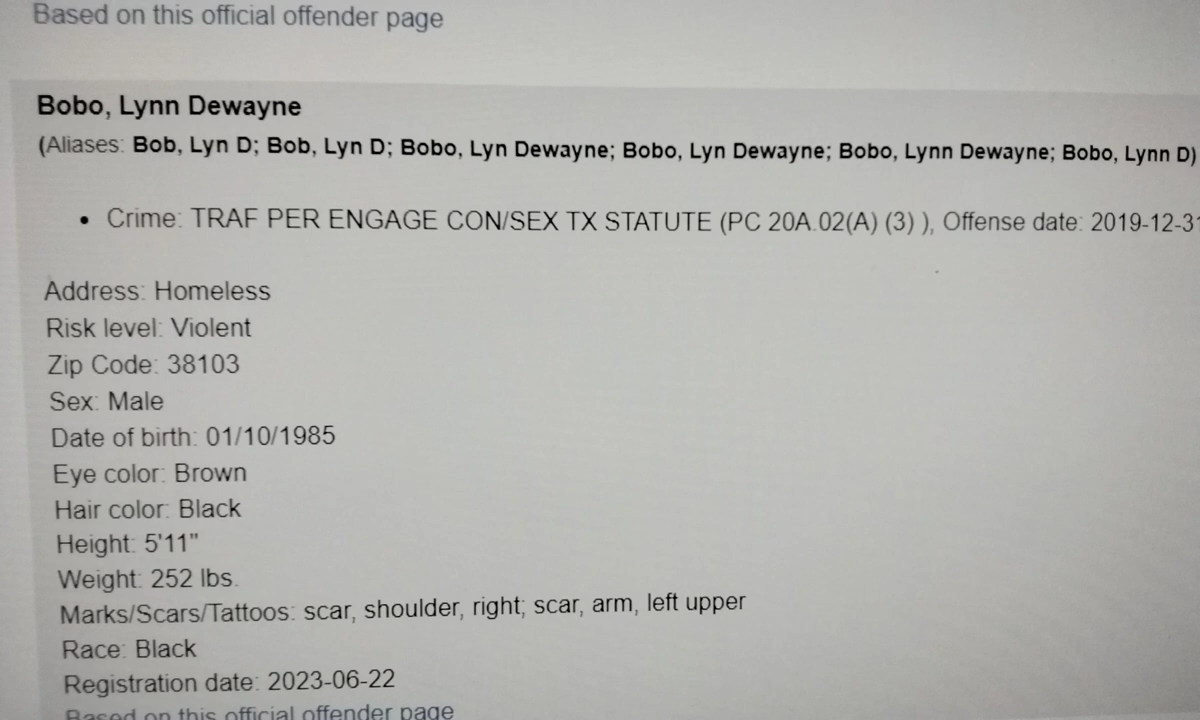 Based on this official offender page
Bobo, Lynn Dewayne
(Aliases: Bob, Lyn D; Bob, Lyn D; Bobo, Lyn Dewayne; Bobo, Lyn Dewayne; Bobo, Lynn Dewayne; Bobo, Lynn D)
• Crime: TRAF PER ENGAGE CON/SEX TX STATUTE (PC 20A.02(A) (3) ), Offense date: 2019-12-31
Address: Homeless
Risk level: Violent
Zip Code: 38103
Sex: Male
Date of birth: 01/10/1985
Eye color: Brown
Hair color: Black
Height: 5'11"
Weight: 252 lbs.
Marks/Scars/Tattoos: scar, shoulder, right; scar, arm, left upper
Race: Black
Registration date: 2023-06-22
Based on this official offender page